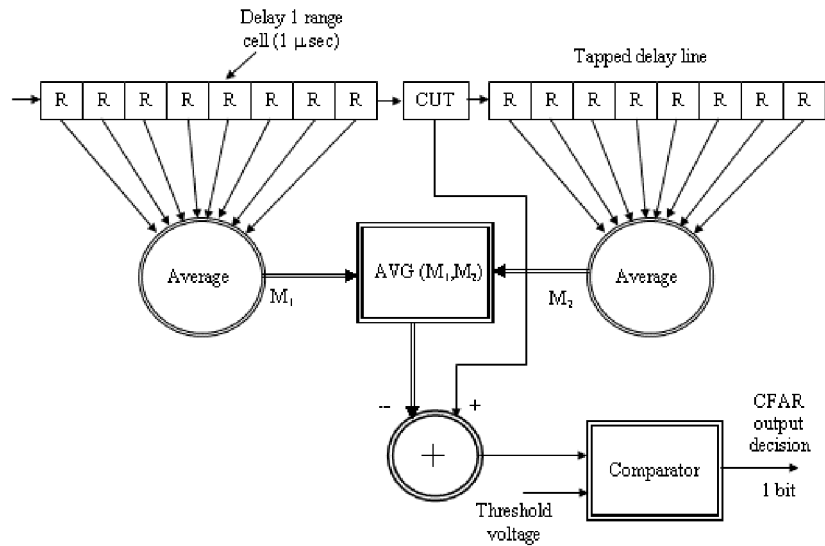 Delay 1 range
cell (1 μsec)
Tapped delay line
R R R R R R R R CUT R R R R R R R R
Average
M₁
AVG (M₁,M₂)
M₂
Average
-- +
+
CFAR
output
decision
Comparator
1 bit
Threshold
voltage